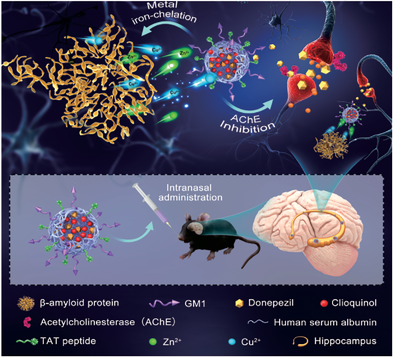 Metal
iron-chelation
AChE
Inhibition
Intranasal
administration
β-amyloid protein
GM1
Donepezil
Clioquinol
Acetylcholinesterase（AChE）
Human serum albumin
TAT peptide
Zn²⁺
Cu²⁺
Hippocampus